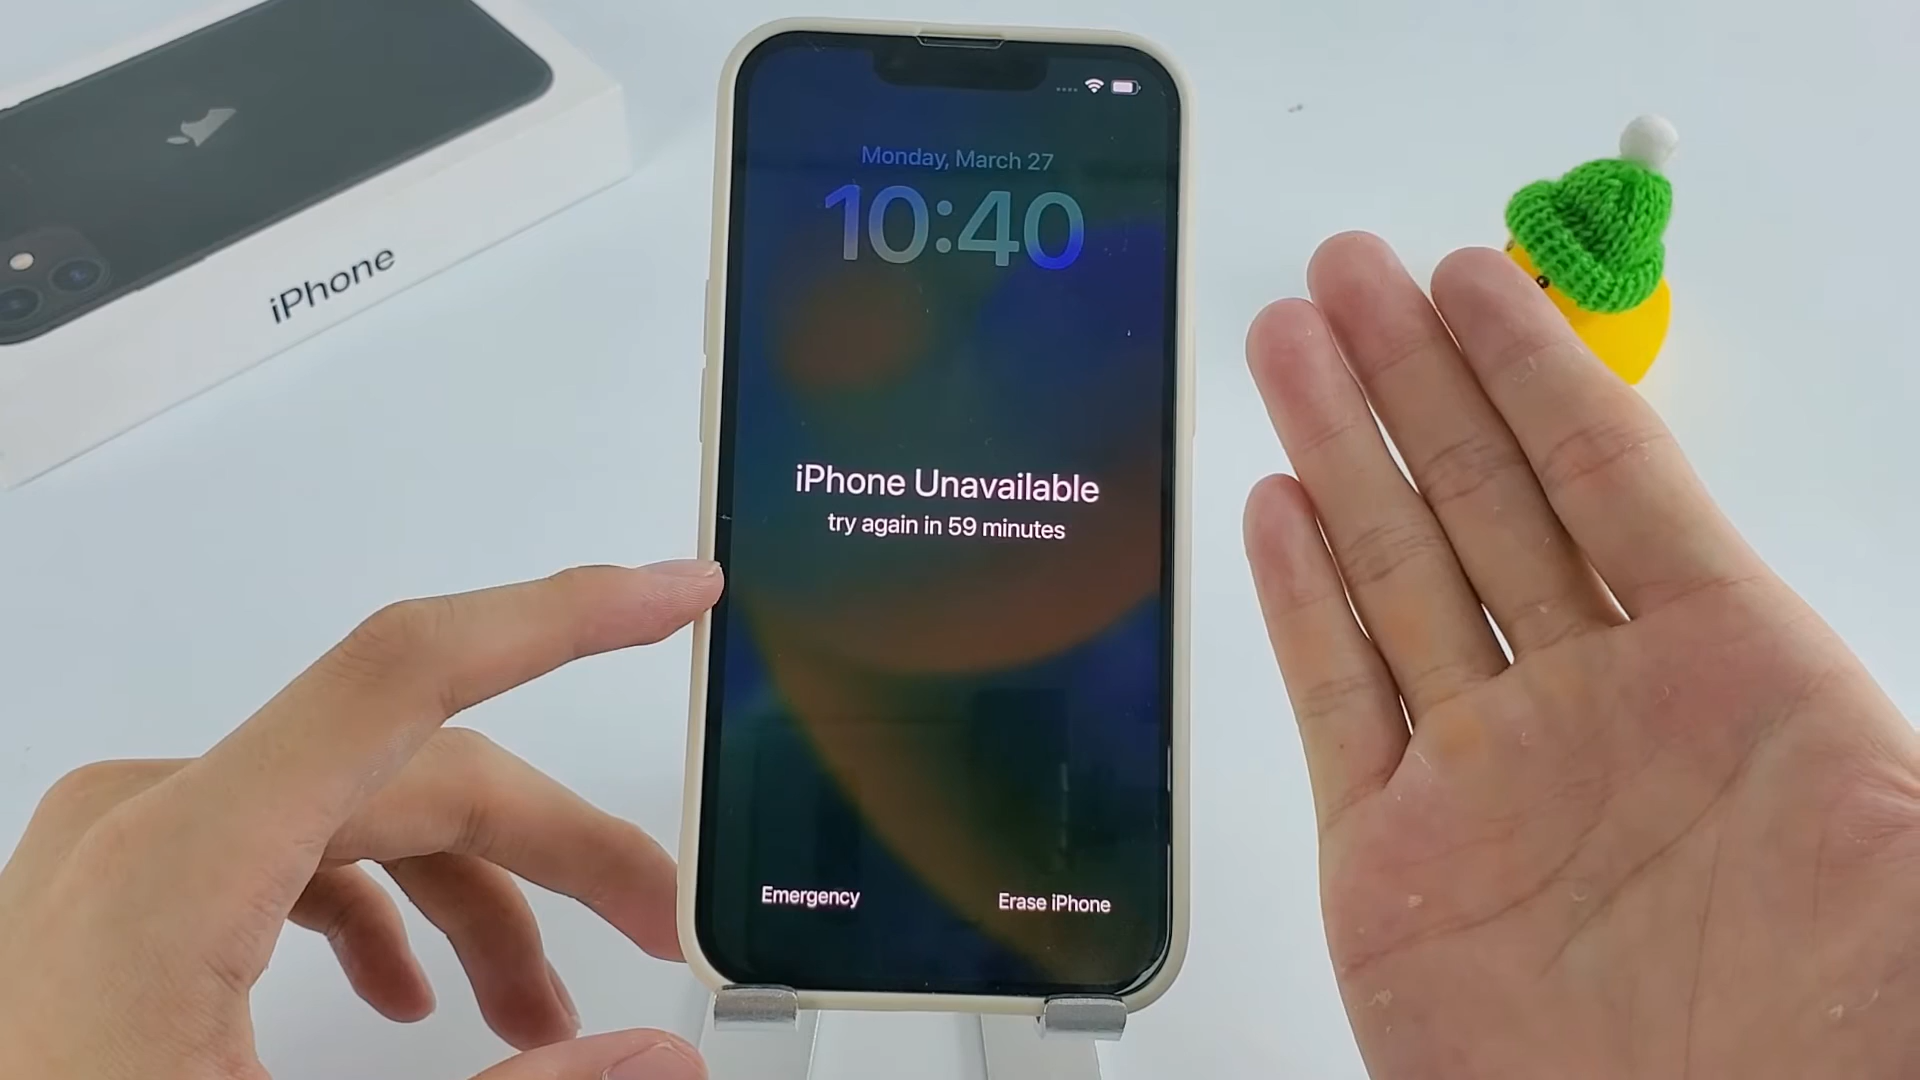 iPhone
Monday, March 27
10:40
iPhone Unavailable
try again in 59 minutes
Emergency
Erase iPhone